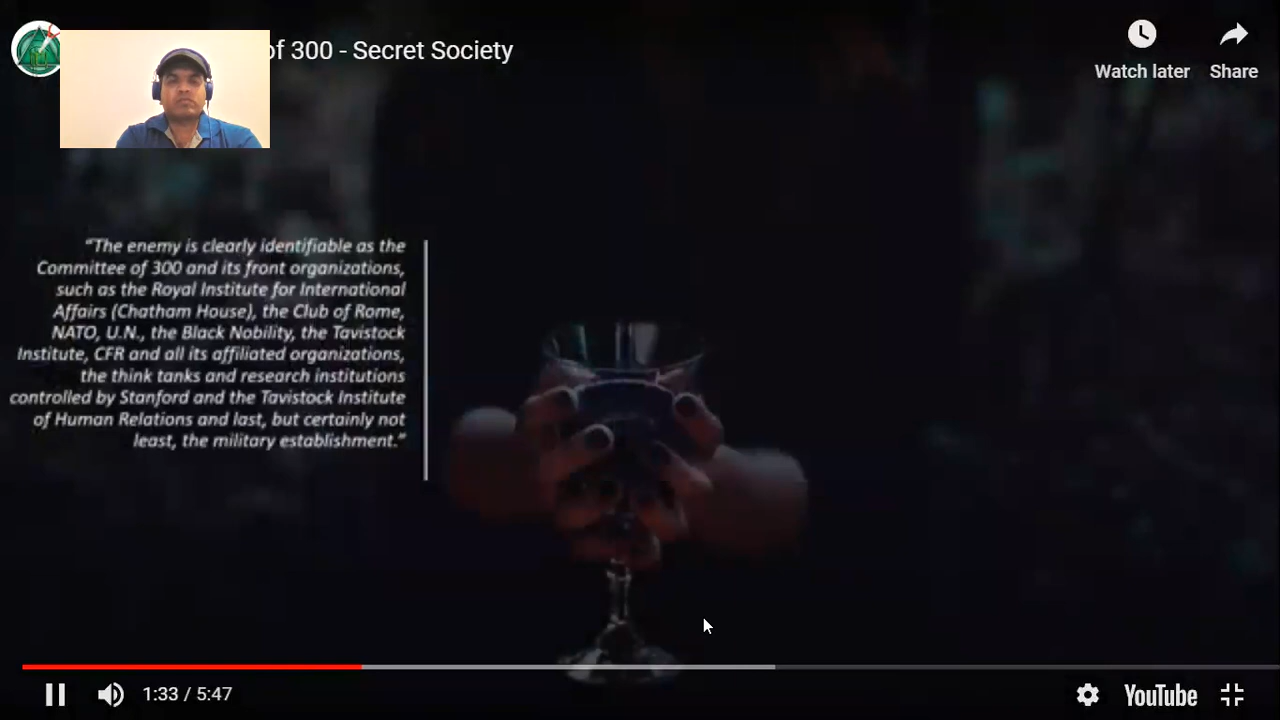 of 300 - Secret Society
Watch later
Share
“The enemy is clearly identifiable as the
Committee of 300 and its front organizations,
such as the Royal Institute for International
Affairs (Chatham House), the Club of Rome,
NATO, U.N., the Black Nobility, the Tavistock
Institute, CFR and all its affiliated organizations,
the think tanks and research institutions
controlled by Stanford and the Tavistock Institute
of Human Relations and last, but certainly not
least, the military establishment.”
1:33 / 5:47
YouTube